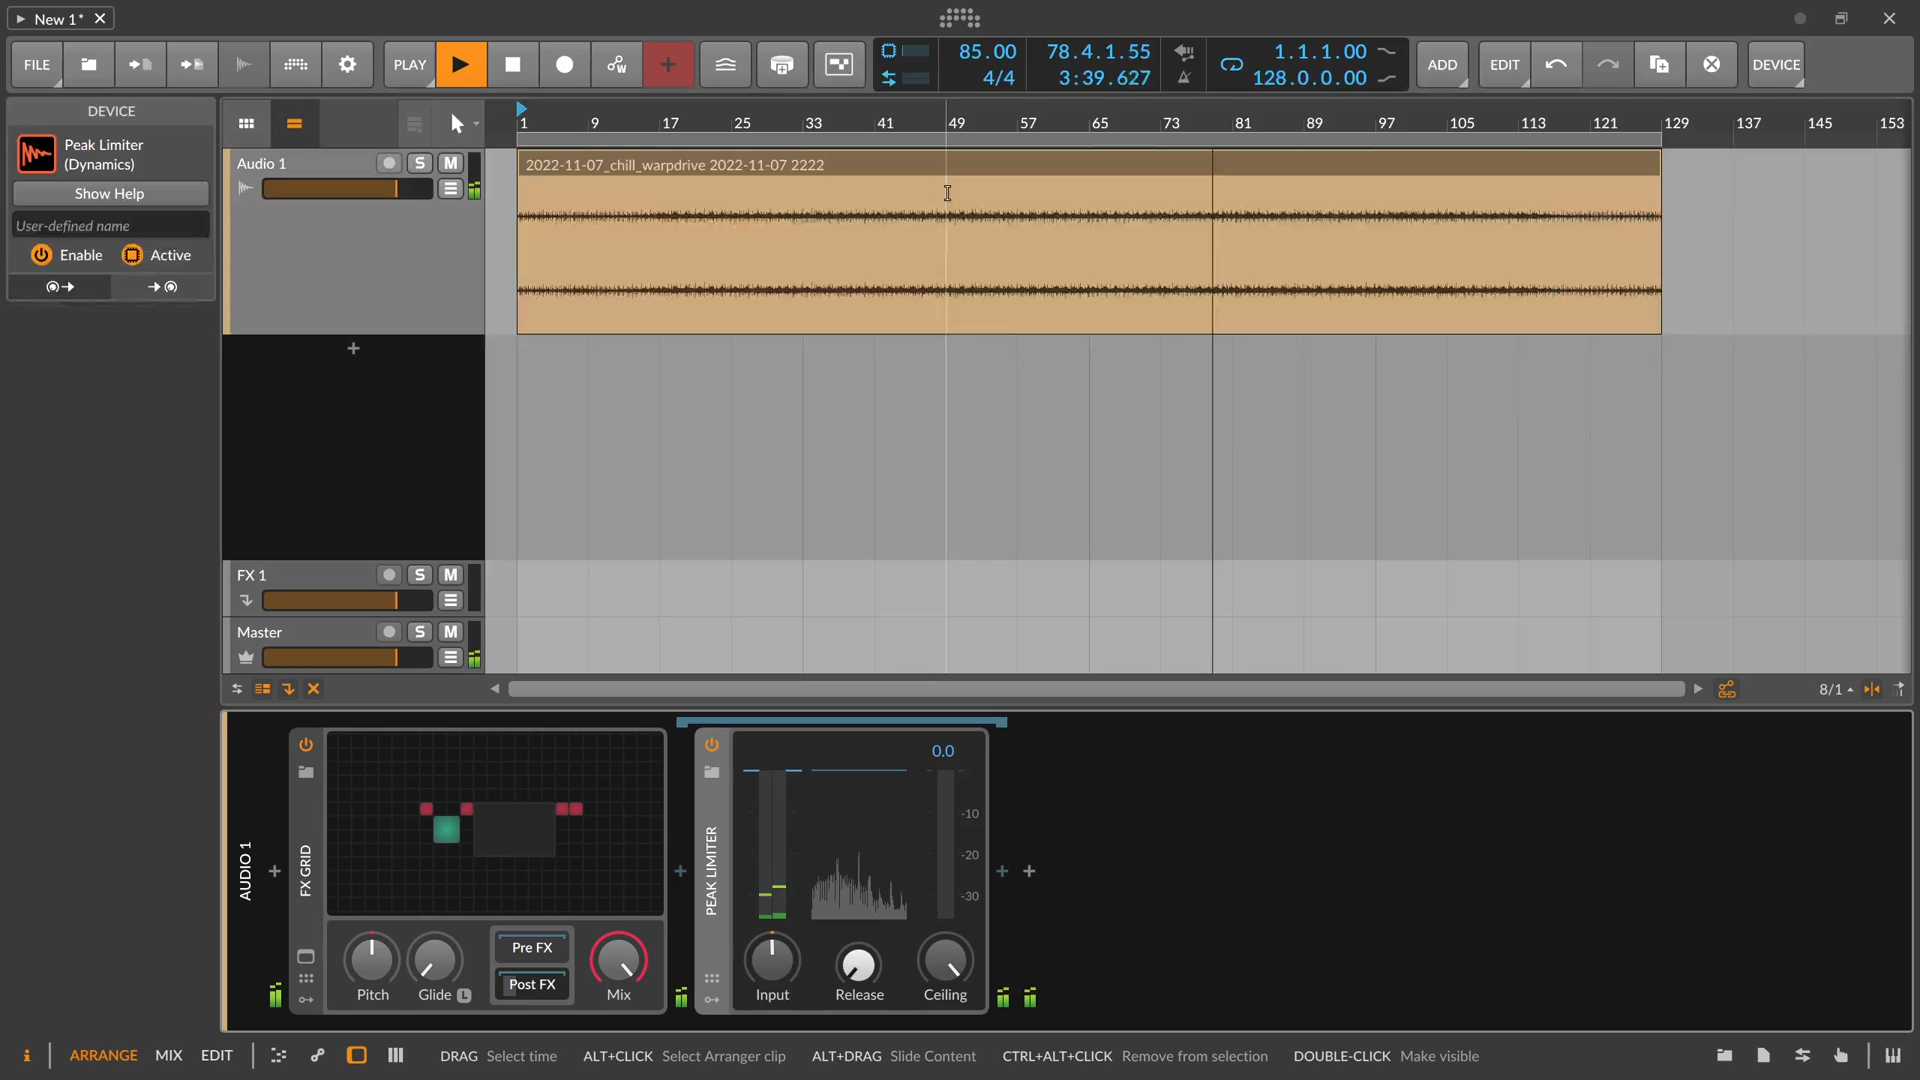 New 1*
FILE
PLAY
85.00
4/4
78.4.1.55
3:39.627
1.1.1.00
128.0.0.00
ADD
EDIT
DEVICE
DEVICE
Peak Limiter
(Dynamics)
Show Help
User-defined name
Enable
Active
1 9 17 25 33 41 49 57 65 73 81 89 97 105 113 121 129 137 145 153
Audio 1
S M
2022-11-07_chill_warpdrive 2022-11-07 2222
FX 1
S M
Master
S M
8/1
AUDIO 1
FX GRID
Pitch
Glide
L
Pre FX
Post FX
Mix
PEAK LIMITER
0.0
-10
-20
-30
Input
Release
Ceiling
i
ARRANGE
MIX
EDIT
DRAG Select time
ALT+CLICK Select Arranger clip
ALT+DRAG Slide Content
CTRL+ALT+CLICK Remove from selection
DOUBLE-CLICK Make visible